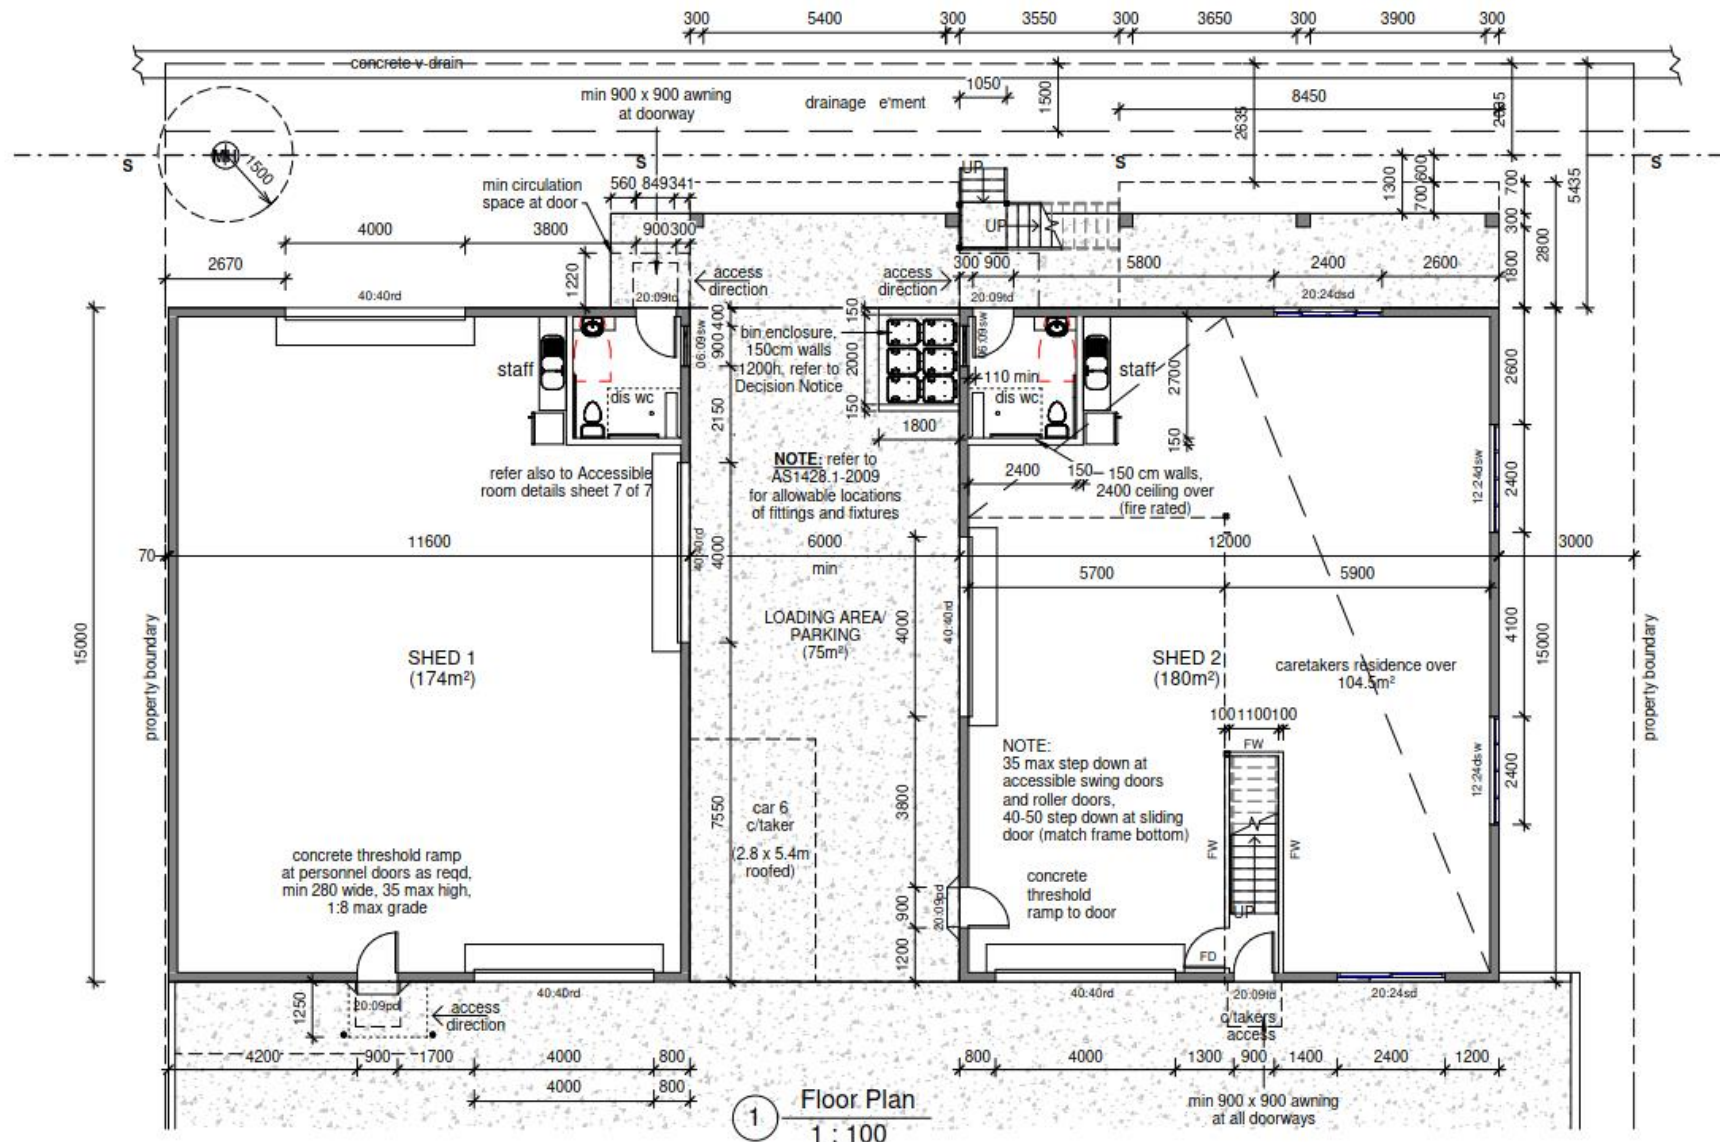 300 5400 300 3550 300 3650 300 3900 300
concrete v-drain
min 900 x 900 awning
at doorway
drainage e'ment
1050
1500
8450
2635
2635
S
MH
1500
S
S
S
min circulation
space at door
560 849 341
UP
UP
1300
700 600
700
300
1800
2800
5435
4000
3800
900 300
2670
1220
access
direction
access
direction
300 900
5800
2400
2600
40:40rd
20:09td
20:09td
20:24dsd
400
900
06:09sw
2150
bin enclosure,
150cm walls
1200h, refer to
Decision Notice
150
2000
150
06:09sw
110 min
staff
dis wc
dis wc
staff
2700
150
2600
1800
refer also to Accessible
room details sheet 7 of 7
NOTE: refer to
AS1428.1-2009
for allowable locations
of fittings and fixtures
2400
150
150 cm walls,
2400 ceiling over
(fire rated)
12:24dsw
2400
70
11600
40:40rd
4000
6000
min
12000
3000
5700
5900
15000
property boundary
SHED 1
(174m²)
LOADING AREA/
PARKING
(75m²)
4000
40:40rd
SHED 2
(180m²)
caretakers residence over
104.5m²
4100
15000
property boundary
100 1100 100
FW
NOTE:
35 max step down at
accessible swing doors
and roller doors,
40-50 step down at sliding
door (match frame bottom)
12:24dsw
2400
7550
car 6
c/taker
(2.8 x 5.4m
roofed)
3800
FW
FW
concrete threshold ramp
at personnel doors as reqd,
min 280 wide, 35 max high,
1:8 max grade
concrete
threshold
ramp to door
900
20:09pd
UP
1200
FD
1250
20:09pd
access
direction
40:40rd
40:40rd
20:09td
20:24sd
c/takers
access
4200 900 1700 4000 800
800 4000 1300 900 1400 2400 1200
4000 800
1
Floor Plan
1 : 100
min 900 x 900 awning
at all doorways